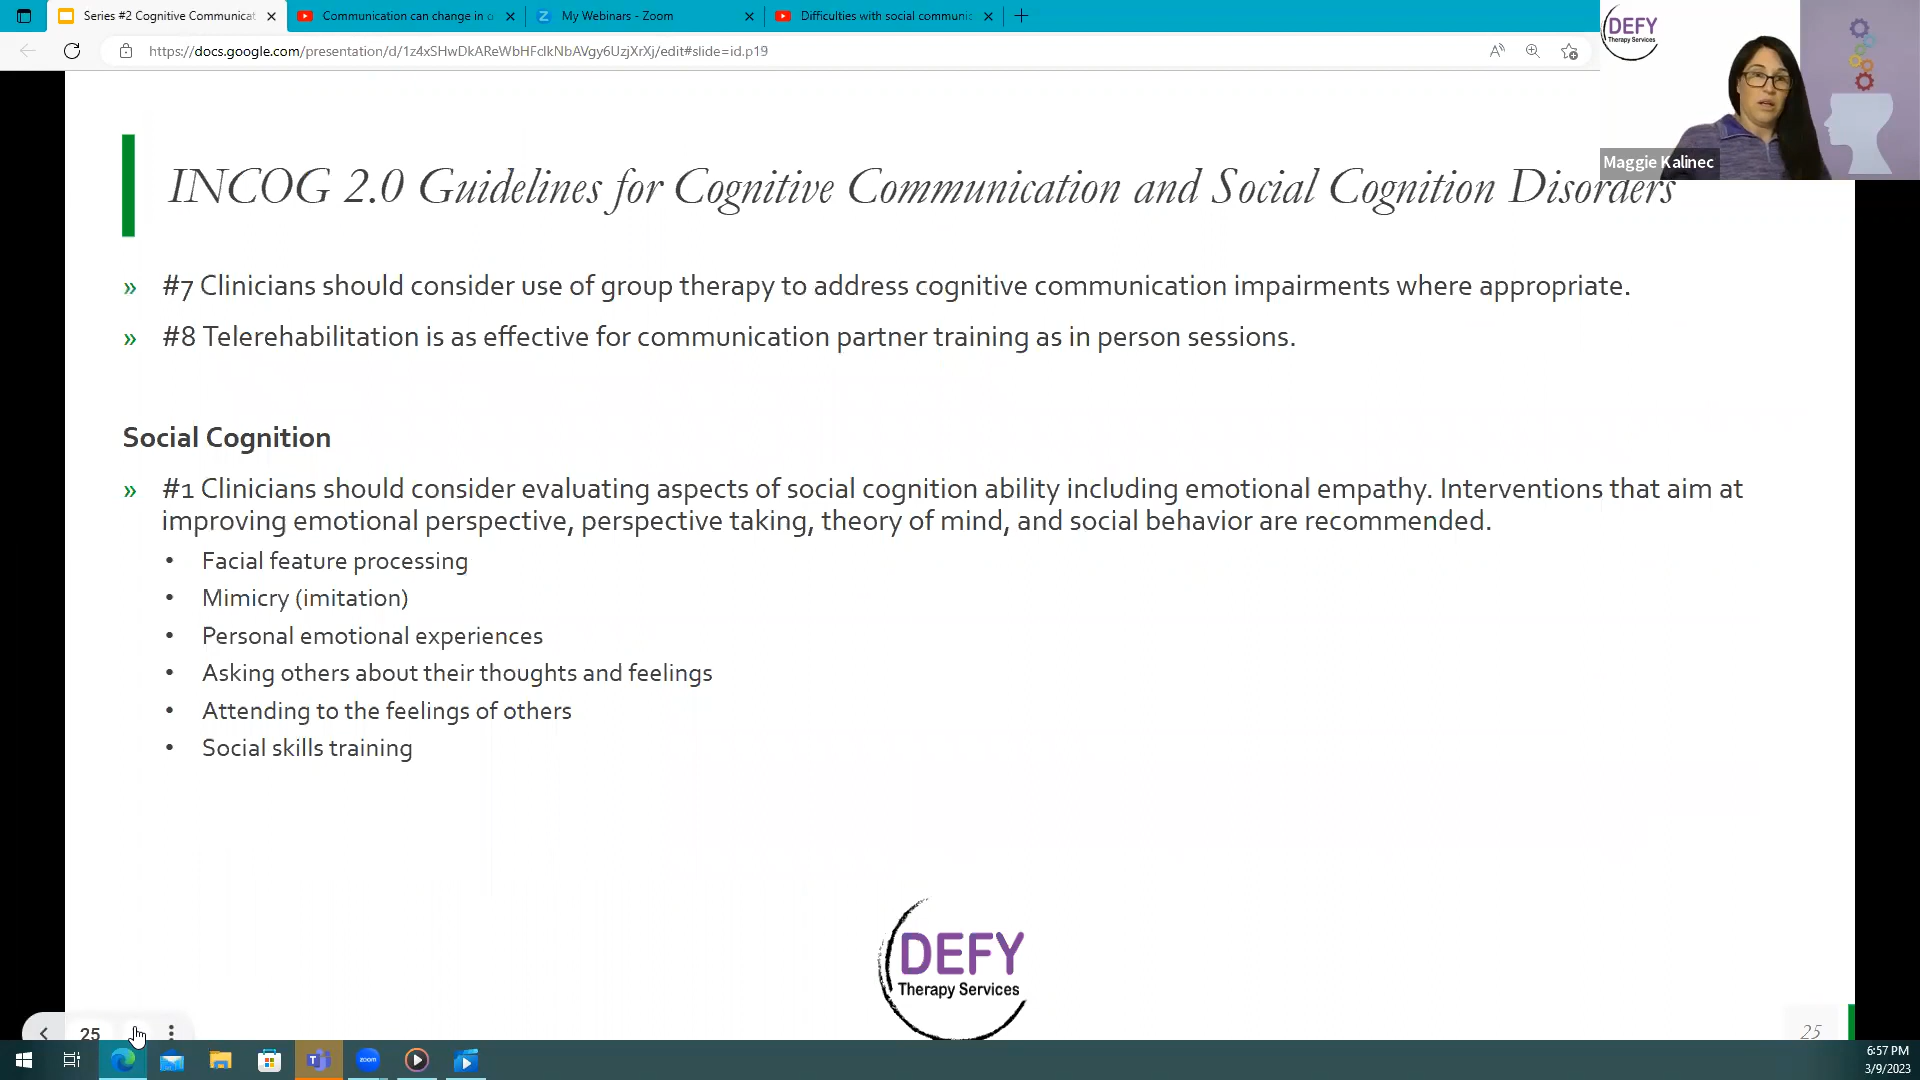 Series #2 Cognitive Communicat
Communication can change in o
My Webinars - Zoom
Difficulties with social communic
https://docs.google.com/presentation/d/1z4xSHwDkAReWbHFclkNbAVgy6UzjXrXj/edit#slide=id.p19
DEFY
Therapy Services
Maggie Kalinec
INCOG 2.0 Guidelines for Cognitive Communication and Social Cognition Disorders
» #7 Clinicians should consider use of group therapy to address cognitive communication impairments where appropriate.
» #8 Telerehabilitation is as effective for communication partner training as in person sessions.
Social Cognition
» #1 Clinicians should consider evaluating aspects of social cognition ability including emotional empathy. Interventions that aim at
improving emotional perspective, perspective taking, theory of mind, and social behavior are recommended.
• Facial feature processing
• Mimicry (imitation)
• Personal emotional experiences
• Asking others about their thoughts and feelings
• Attending to the feelings of others
• Social skills training
DEFY
Therapy Services
25
25
zoom
6:57 PM
3/9/2023